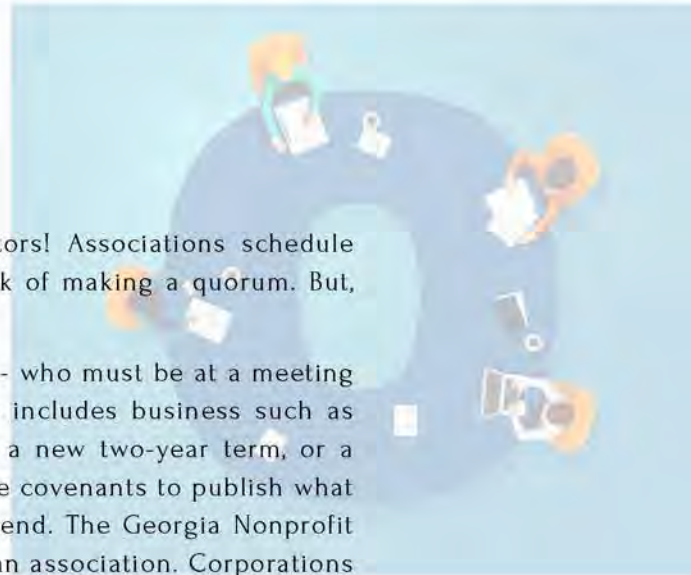 tors! Associations schedule
k of making a quorum. But,
who must be at a meeting
includes business such as
a new two-year term, or a
e covenants to publish what
end. The Georgia Nonprofit
an association. Corporations